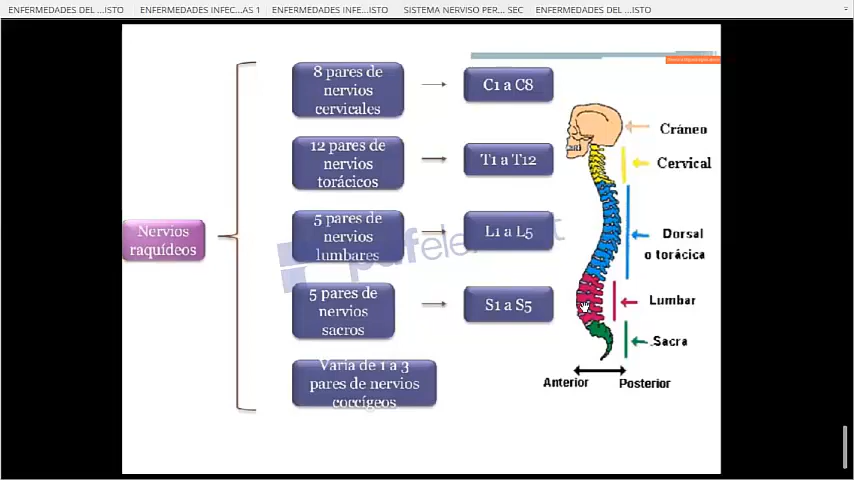 ENFERMEDADES DEL ...ISTO
ENFERMEDADES INFEC...AS 1
ENFERMEDADES INFE...ISTO
SISTEMA NERVISO PER... SEC
ENFERMEDADES DEL ...ISTO
Nervios
raquídeos
8 pares de
nervios
cervicales
C1 a C8
12 pares de
nervios
torácicos
T1 a T12
5 pares de
nervios
lumbares
L1 a L5
5 pares de
nervios
sacros
S1 a S5
Varía de 1 a 3
pares de nervios
coccígeos
Cráneo
Cervical
Dorsal
o torácica
Lumbar
Sacra
Anterior
Posterior